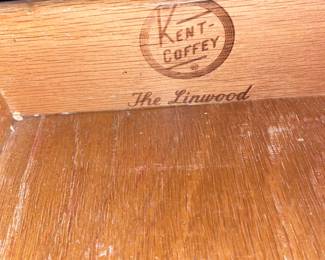 KENT-
COFFEY
®
The Linwood